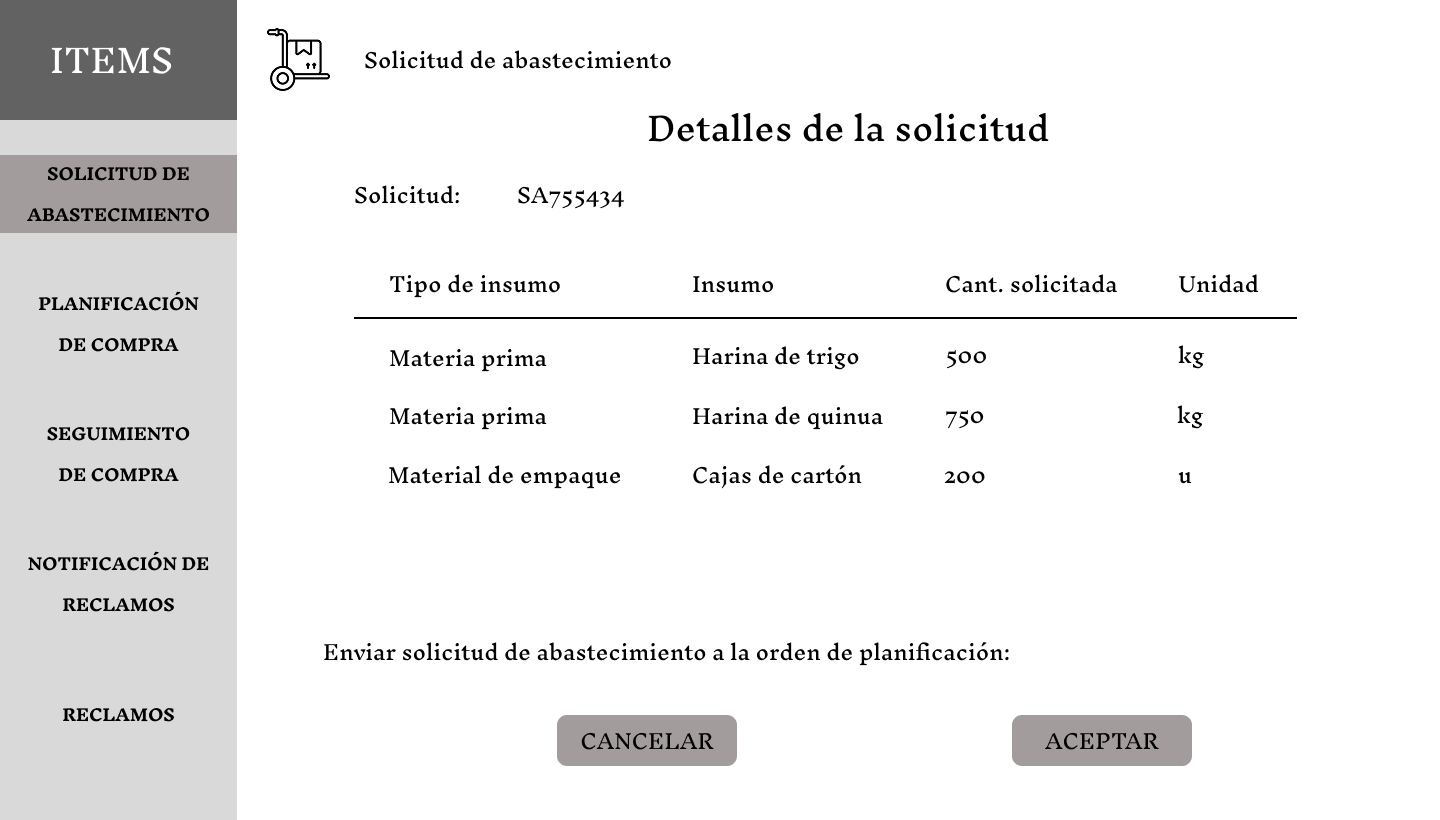 ITEMS
SOLICITUD DE
ABASTECIMIENTO
PLANIFICACIÓN
DE COMPRA
SEGUIMIENTO
DE COMPRA
NOTIFICACIÓN DE
RECLAMOS
RECLAMOS
Solicitud de abastecimiento
Detalles de la solicitud
Solicitud: SA755434
Tipo de insumo Insumo Cant. solicitada Unidad
Materia prima Harina de trigo 500 kg
Materia prima Harina de quinua 750 kg
Material de empaque Cajas de cartón 200 u
Enviar solicitud de abastecimiento a la orden de planificación:
CANCELAR ACEPTAR